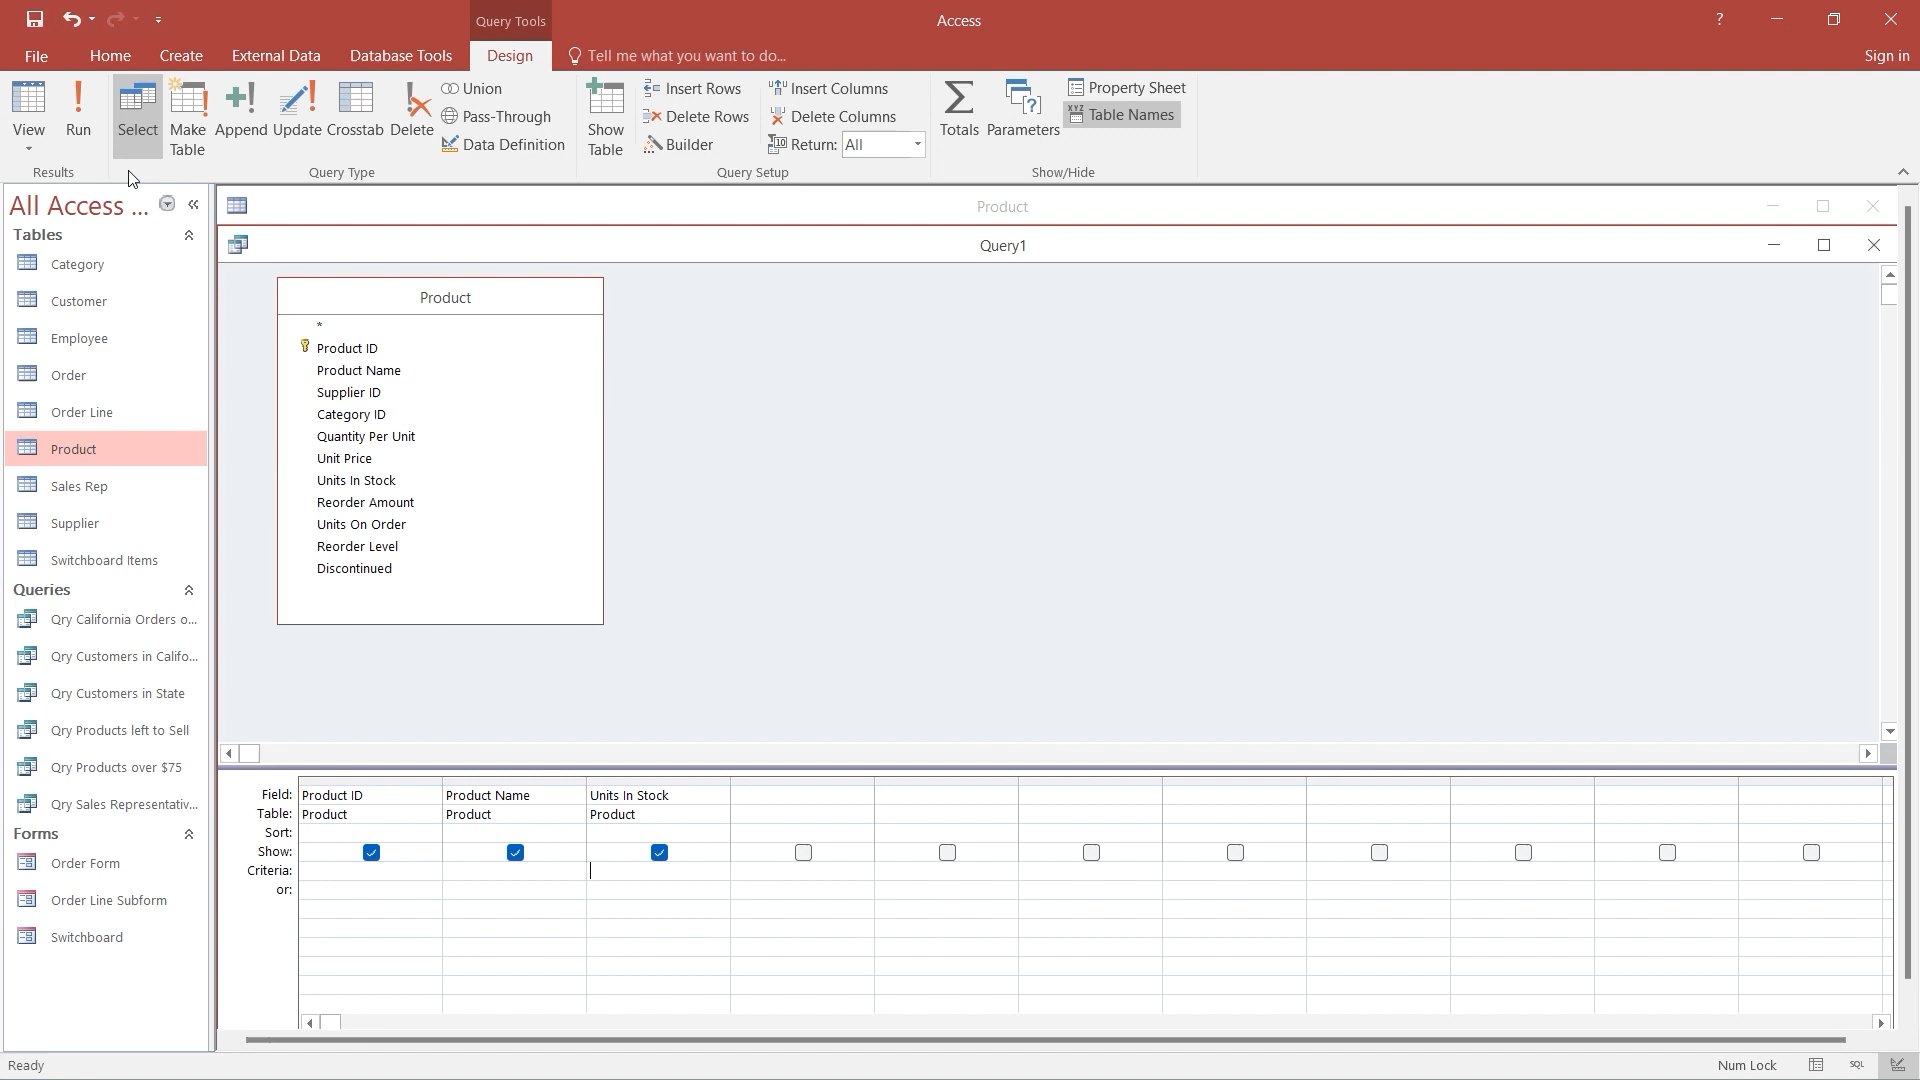 Query Tools
Access
?
File
Home
Create
External Data
Database Tools
Design
Tell me what you want to do...
Sign in
View
Run
Select
Make Table
Append
Update
Crosstab
Delete
Union
Pass-Through
Data Definition
Show Table
Insert Rows
Delete Rows
Builder
Insert Columns
Delete Columns
Return: All
Totals
Parameters
Property Sheet
Table Names
Results
Query Type
Query Setup
Show/Hide
All Access ...
Tables
Category
Customer
Employee
Order
Order Line
Product
Sales Rep
Supplier
Switchboard Items
Queries
Qry California Orders o...
Qry Customers in Califo...
Qry Customers in State
Qry Products left to Sell
Qry Products over $75
Qry Sales Representativ...
Forms
Order Form
Order Line Subform
Switchboard
Product
Query1
Product
*
Product ID
Product Name
Supplier ID
Category ID
Quantity Per Unit
Unit Price
Units In Stock
Reorder Amount
Units On Order
Reorder Level
Discontinued
Field: Product ID Product Name Units In Stock
Table: Product Product Product
Sort:
Show:
Criteria:
or:
Ready
Num Lock
SQL